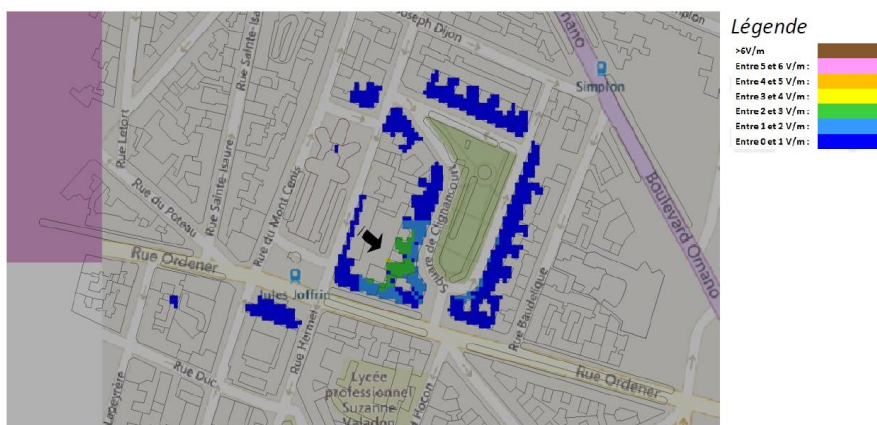 Joseph Dijon
Simplon
Ornano
Simplon
Rue Letort
Rue Sainte-Isaure
Rue Sainte-Isaure
Rue du Mont Cenis
Rue du Poteau
Rue Ordener
Jules Joffrin
Square de Clignancourt
Boulevard Ornano
Rue Baudelique
Rue Hermel
Rue Duc
Lapeyrère
Lycée
professionnel
Suzanne
Valadon
Rue Ordener
Légende
>6V/m
Entre 5 et 6 V/m :
Entre 4 et 5 V/m :
Entre 3 et 4 V/m :
Entre 2 et 3 V/m :
Entre 1 et 2 V/m :
Entre 0 et 1 V/m :